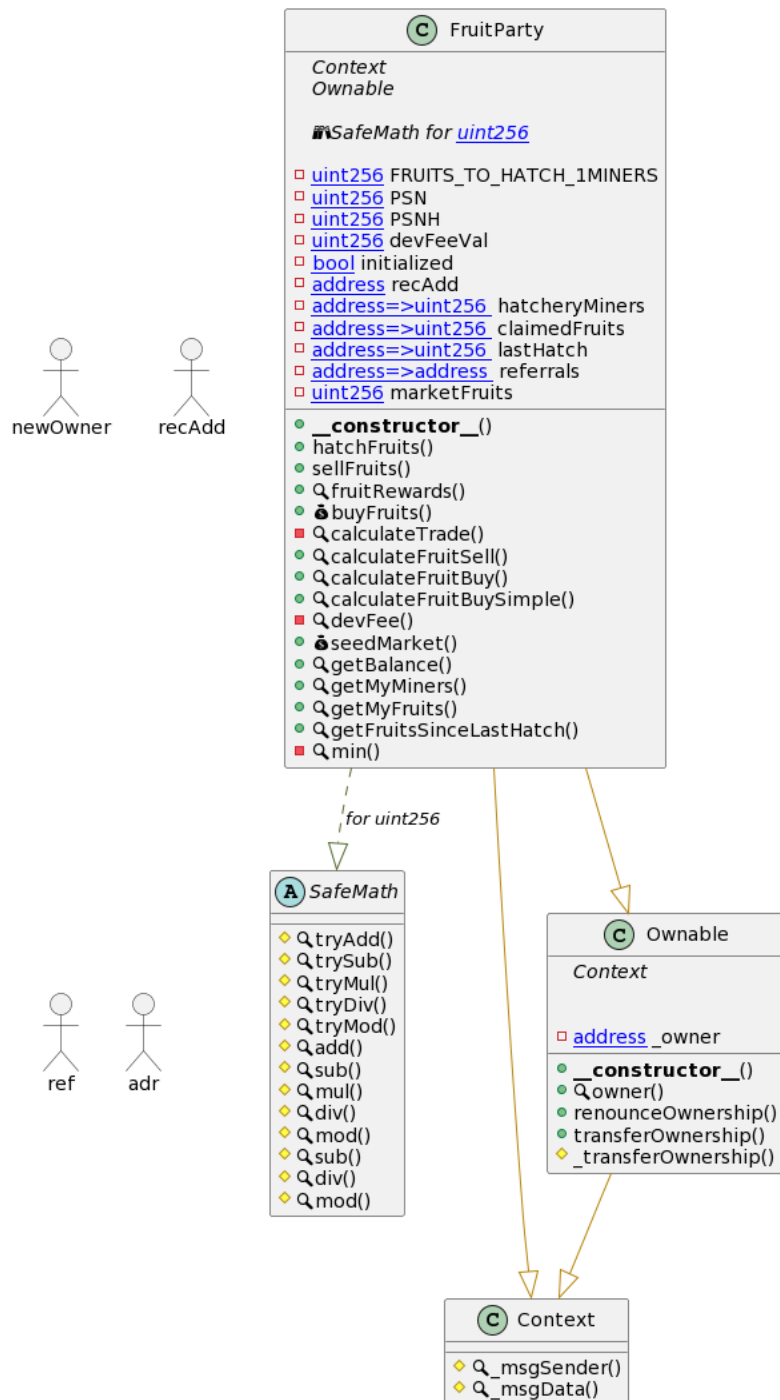 C FruitParty
Context
Ownable
SafeMath for uint256
uint256 FRUITS_TO_HATCH_1MINERS
uint256 PSN
uint256 PSNH
uint256 devFeeVal
bool initialized
address recAdd
address=>uint256 hatcheryMiners
address=>uint256 claimedFruits
address=>uint256 lastHatch
address=>address referrals
uint256 marketFruits
__constructor__()
hatchFruits()
sellFruits()
fruitRewards()
buyFruits()
calculateTrade()
calculateFruitSell()
calculateFruitBuy()
calculateFruitBuySimple()
devFee()
seedMarket()
getBalance()
getMyMiners()
getMyFruits()
getFruitsSinceLastHatch()
min()
newOwner
recAdd
for uint256
A SafeMath
tryAdd()
trySub()
tryMul()
tryDiv()
tryMod()
add()
sub()
mul()
div()
mod()
sub()
div()
mod()
C Ownable
Context
address _owner
__constructor__()
owner()
renounceOwnership()
transferOwnership()
_transferOwnership()
ref
adr
C Context
_msgSender()
_msgData()